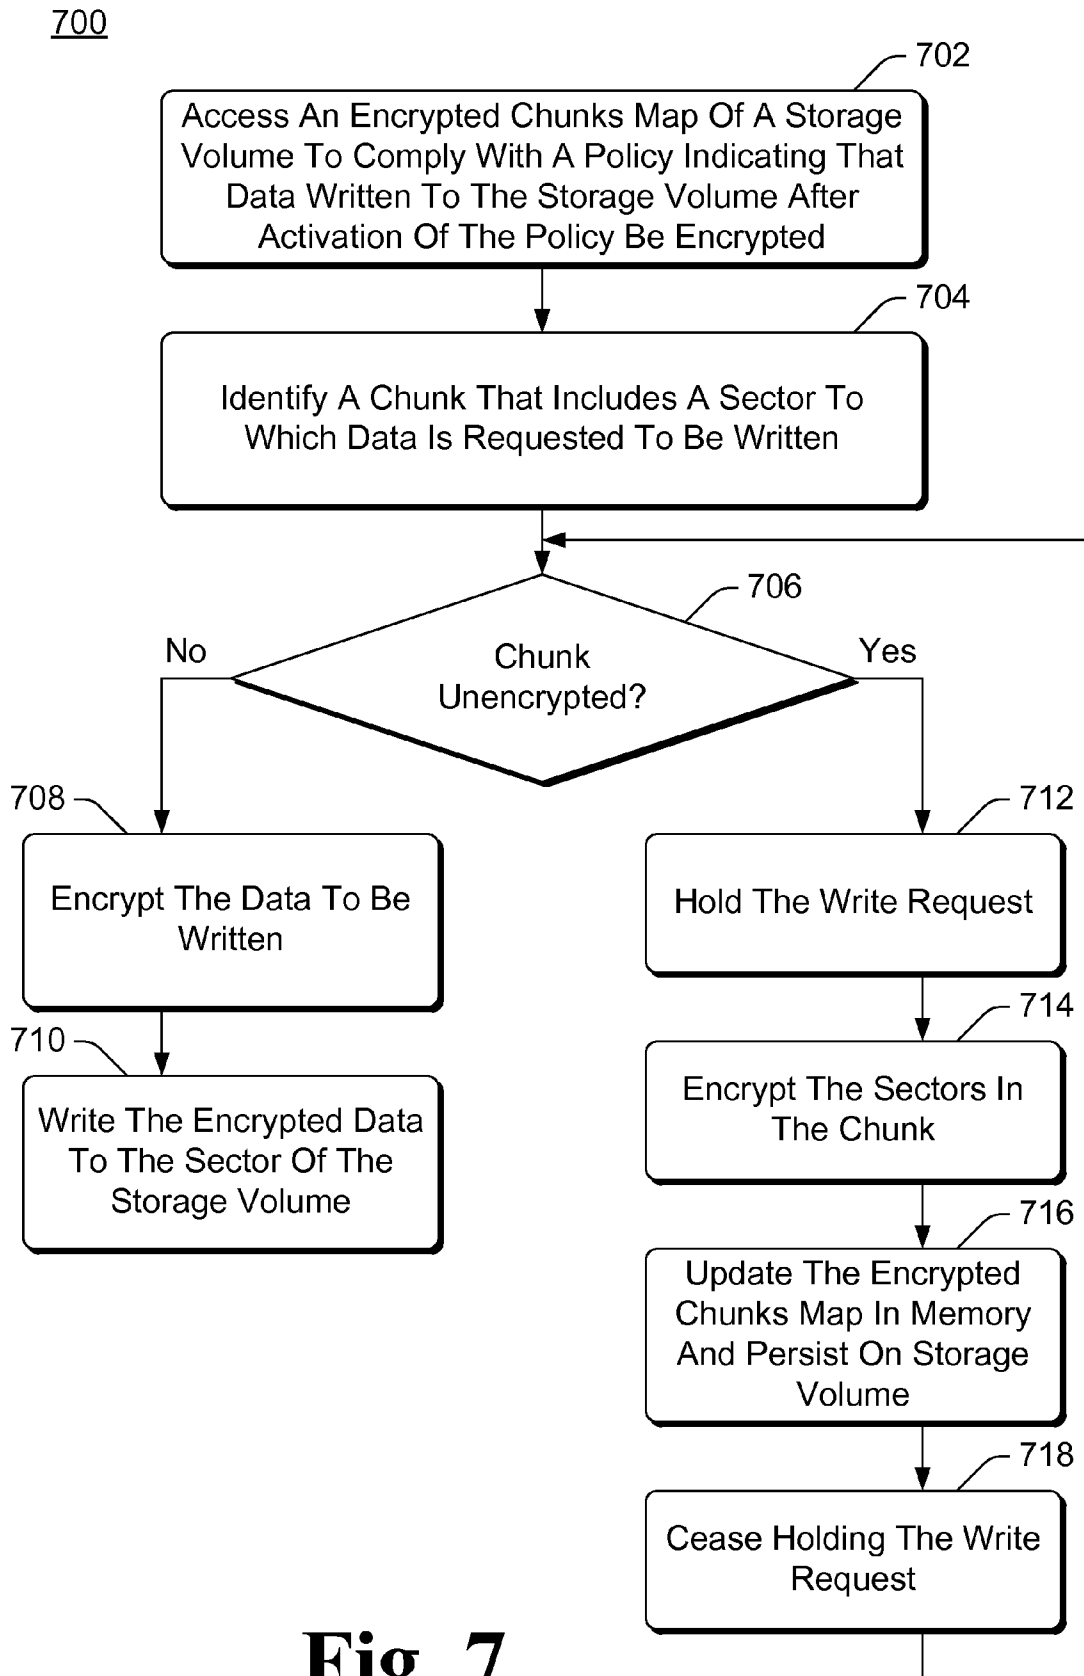 700
702
Access An Encrypted Chunks Map Of A Storage
Volume To Comply With A Policy Indicating That
Data Written To The Storage Volume After
Activation Of The Policy Be Encrypted
704
Identify A Chunk That Includes A Sector To
Which Data Is Requested To Be Written
706
No
Chunk
Unencrypted?
Yes
708
Encrypt The Data To Be
Written
712
Hold The Write Request
710
Write The Encrypted Data
To The Sector Of The
Storage Volume
714
Encrypt The Sectors In
The Chunk
716
Update The Encrypted
Chunks Map In Memory
And Persist On Storage
Volume
718
Cease Holding The Write
Request
Fig. 7